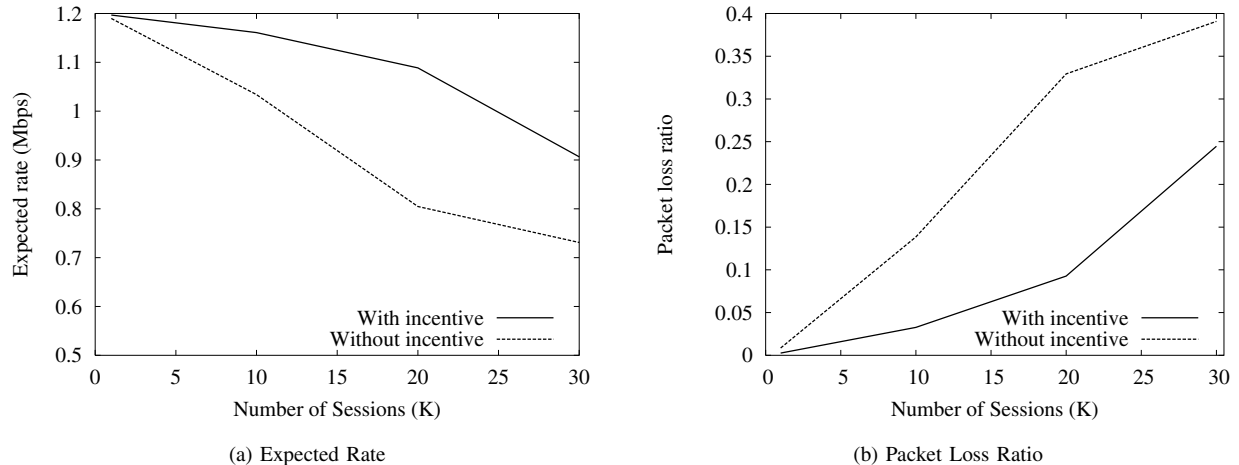 1.2
1.1
1
0.9
0.8
0.7
0.6
0.5
Expected rate (Mbps)
With incentive
Without incentive
0 5 10 15 20 25 30
Number of Sessions (K)
(a) Expected Rate
0.4
0.35
0.3
0.25
0.2
0.15
0.1
0.05
0
Packet loss ratio
With incentive
Without incentive
0 5 10 15 20 25 30
Number of Sessions (K)
(b) Packet Loss Ratio